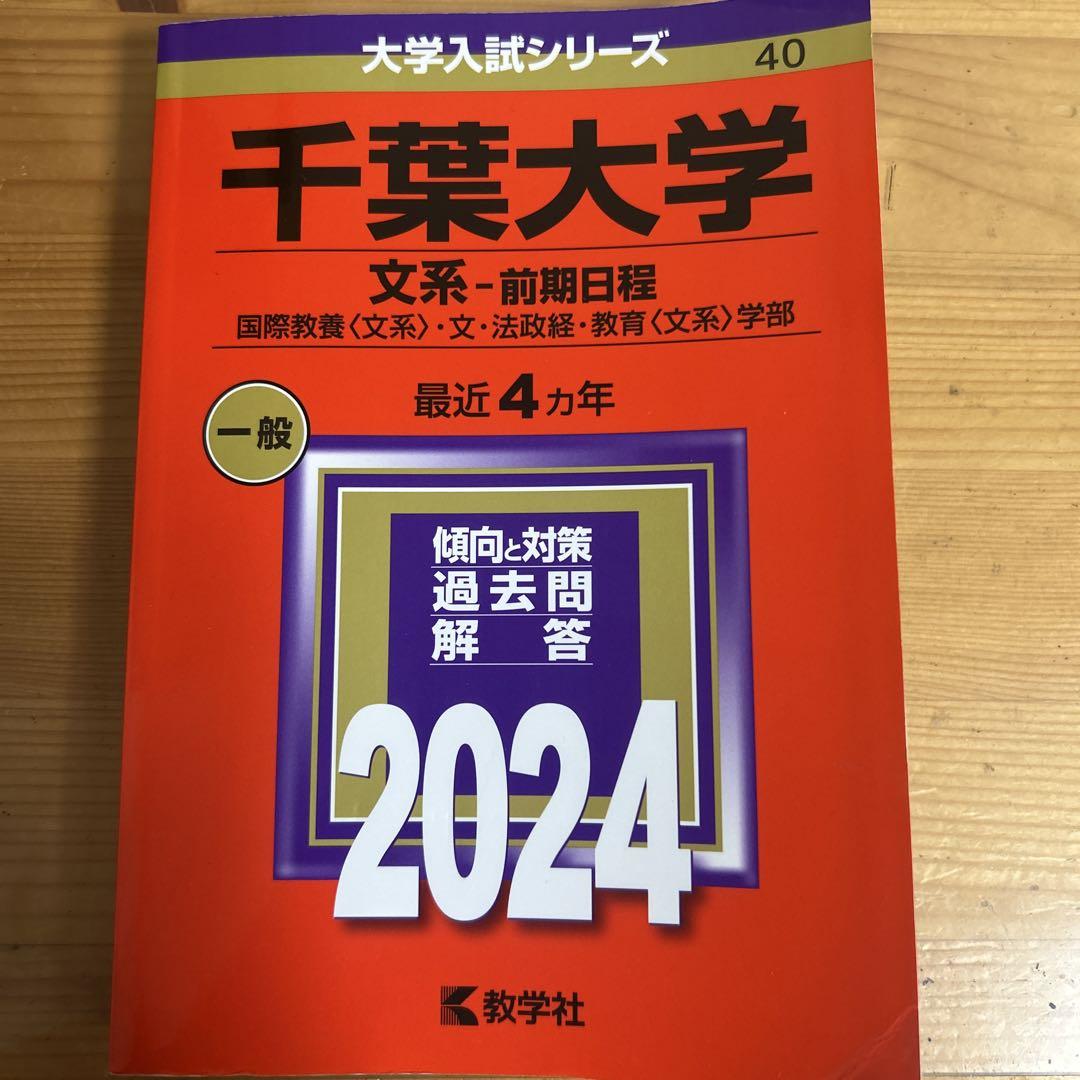 大学入試シリーズ 40
千葉大学
文系-前期日程
国際教養〈文系〉・文・法政経・教育〈文系〉学部
最近4カ年
一般
傾向と対策
過去問
解答
2024
教学社